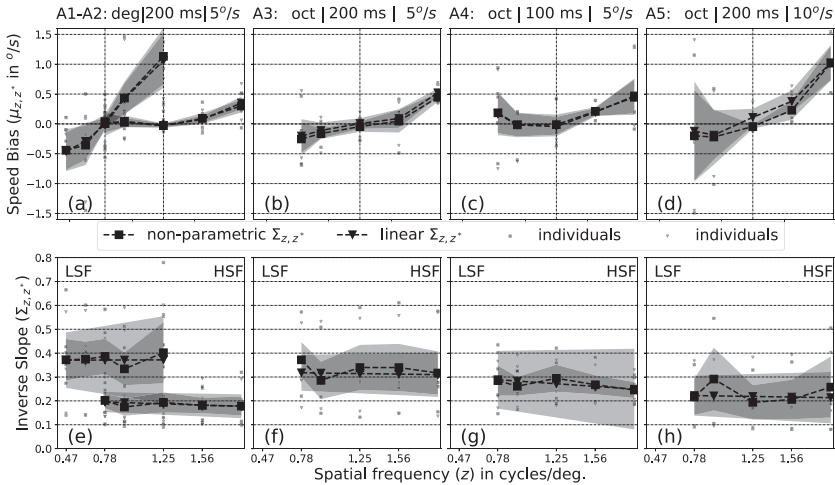 A1-A2: deg|200 ms|5°/s
A3: oct | 200 ms | 5°/s
A4: oct | 100 ms | 5°/s
A5: oct | 200 ms | 10°/s
Speed Bias (μz,z* in °/s)
1.5
1.0
0.5
0.0
−0.5
−1.0
−1.5
(a)
(b)
(c)
(d)
non-parametric Σz,z*
linear Σz,z*
individuals
individuals
Inverse Slope (Σz,z*)
0.8
0.7
0.6
0.5
0.4
0.3
0.2
0.1
0.0
LSF HSF
LSF HSF
LSF HSF
LSF HSF
(e)
(f)
(g)
(h)
0.47 0.78 1.25 1.56
0.47 0.78 1.25 1.56
0.47 0.78 1.25 1.56
0.47 0.78 1.25 1.56
Spatial frequency (z) in cycles/deg.